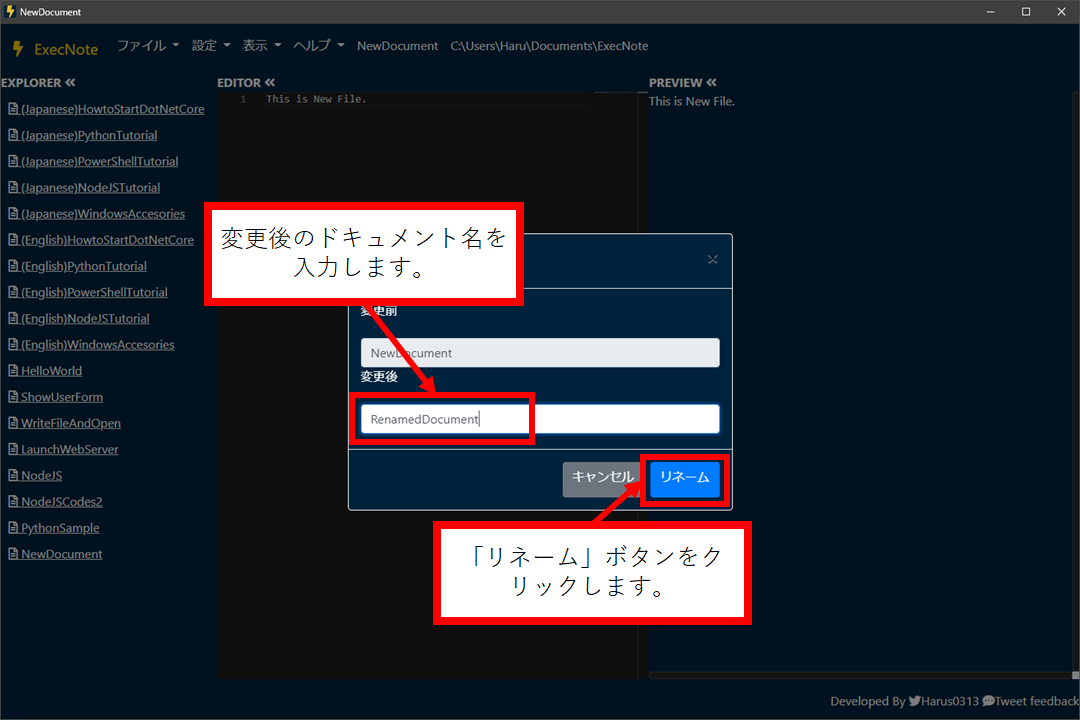 NewDocument
ExecNote ファイル 設定 表示 ヘルプ NewDocument C:\Users\Haru\Documents\ExecNote
EXPLORER
(Japanese)HowtoStartDotNetCore
(Japanese)PythonTutorial
(Japanese)PowerShellTutorial
(Japanese)NodeJSTutorial
(Japanese)WindowsAccesories
(English)HowtoStartDotNetCore
(English)PythonTutorial
(English)PowerShellTutorial
(English)NodeJSTutorial
(English)WindowsAccesories
HelloWorld
ShowUserForm
WriteFileAndOpen
LaunchWebServer
NodeJS
NodeJSCodes2
PythonSample
NewDocument
EDITOR
1 This is New File.
PREVIEW
This is New File.
変更後のドキュメント名を
入力します。
変更前
NewDocument
変更後
RenamedDocument
キャンセル リネーム
「リネーム」ボタンをク
リックします。
Developed By Harus0313 Tweet feedback